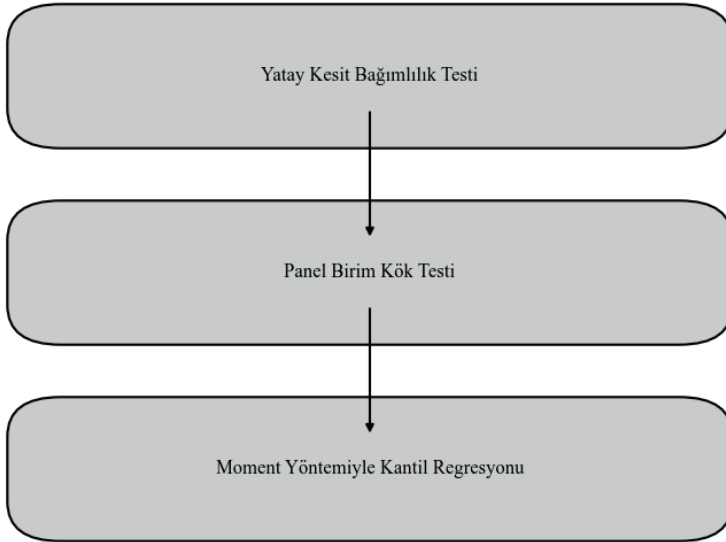 Yatay Kesit Bağımlılık Testi
Panel Birim Kök Testi
Moment Yöntemiyle Kantil Regresyonu